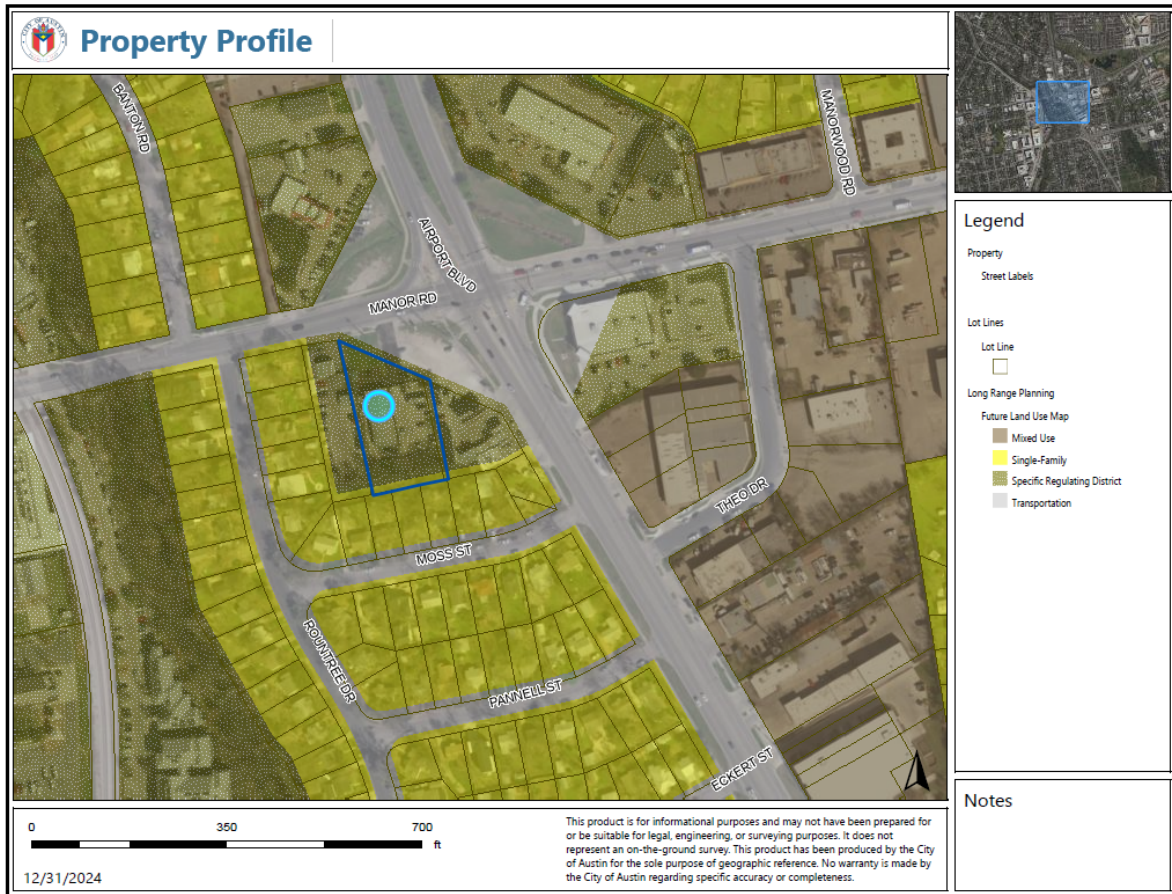 CITY OF AUSTIN
Property Profile
BANTON RD
MANORWOOD RD
AIRPORT BLVD
MANOR RD
THEO DR
MOSS ST
ROUNTREE DR
PANNELL ST
ECKERT ST
Legend
Property
Street Labels
Lot Lines
Lot Line
Long Range Planning
Future Land Use Map
Mixed Use
Single-Family
Specific Regulating District
Transportation
Notes
0 350 700
ft
12/31/2024
This product is for informational purposes and may not have been prepared for
or be suitable for legal, engineering, or surveying purposes. It does not
represent an on-the-ground survey. This product has been produced by the City
of Austin for the sole purpose of geographic reference. No warranty is made by
the City of Austin regarding specific accuracy or completeness.